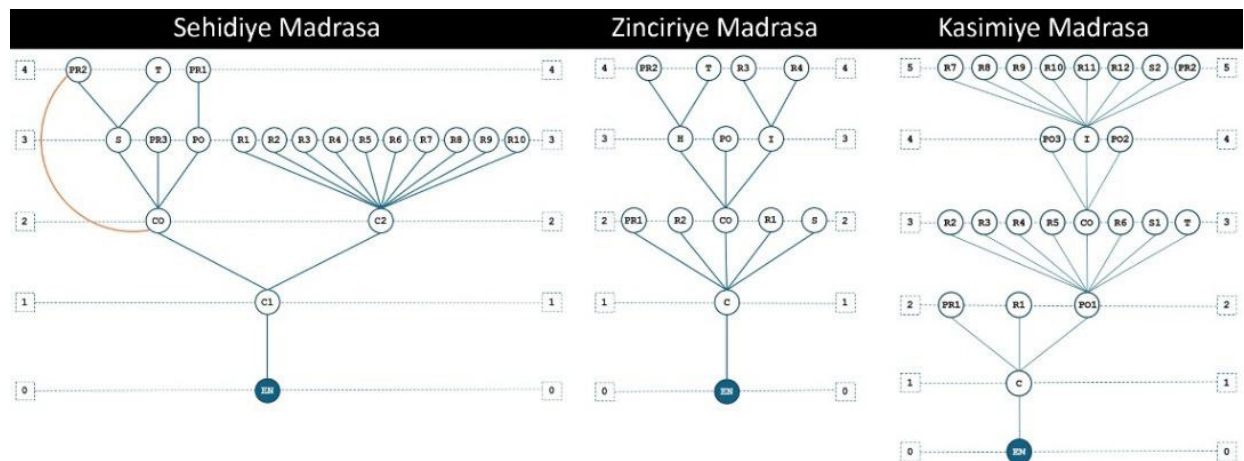 Sehidiye Madrasa Zinciriye Madrasa Kasimiye Madrasa
4 PR2 T PR1 4
3 S PR3 PO R1 R2 R3 R4 R5 R6 R7 R8 R9 R10 3
2 CO C2 2
1 C1 1
0 EN 0
4 PR2 T R3 R4 4
3 H PO I 3
2 PR1 R2 CO R1 S 2
1 C 1
0 EN 0
5 R7 R8 R9 R10 R11 R12 S2 PR2 5
4 PO3 I PO2 4
3 R2 R3 R4 R5 CO R6 S1 T 3
2 PR1 R1 PO1 2
1 C 1
0 EN 0